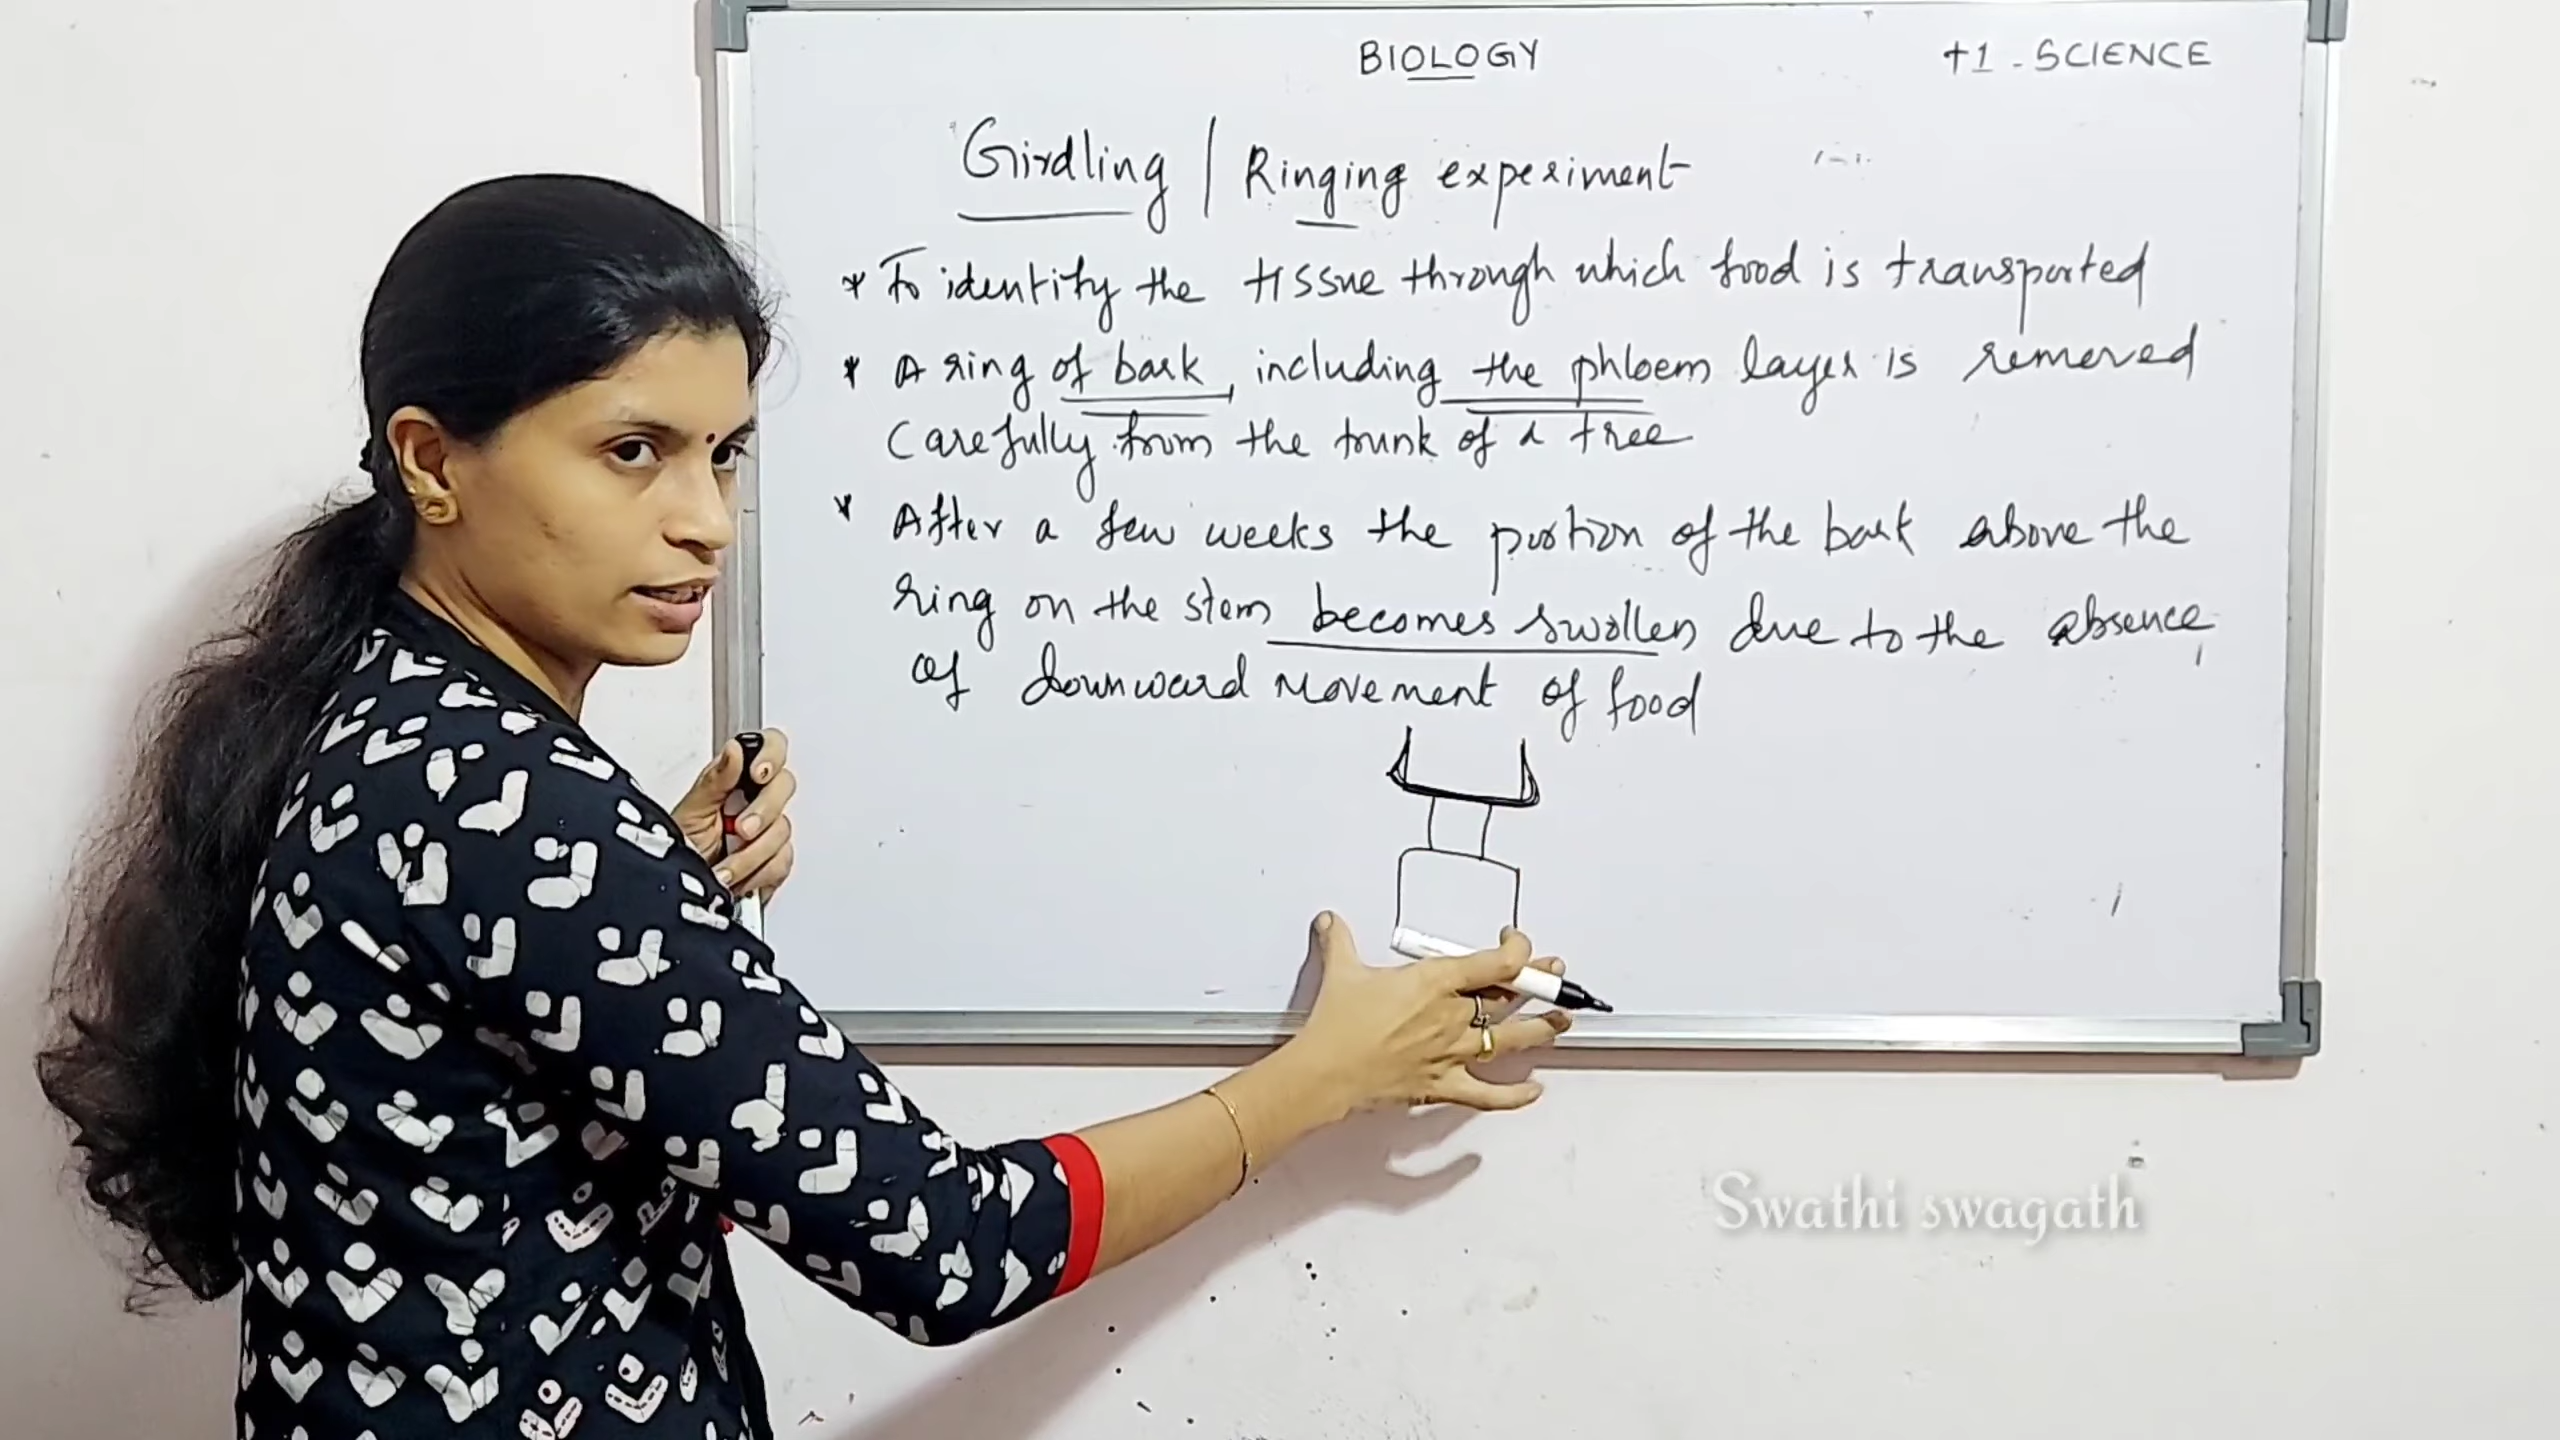 BIOLOGY
+1 - SCIENCE
Girdling | Ringing experiment
* To identify the tissue through which food is transported
* A ring of bark, including the phloem layer is removed
Carefully from the trunk of a tree
* After a few weeks the portion of the bark above the
ring on the stem becomes swollen due to the absence
of downward movement of food
Swathi swagath